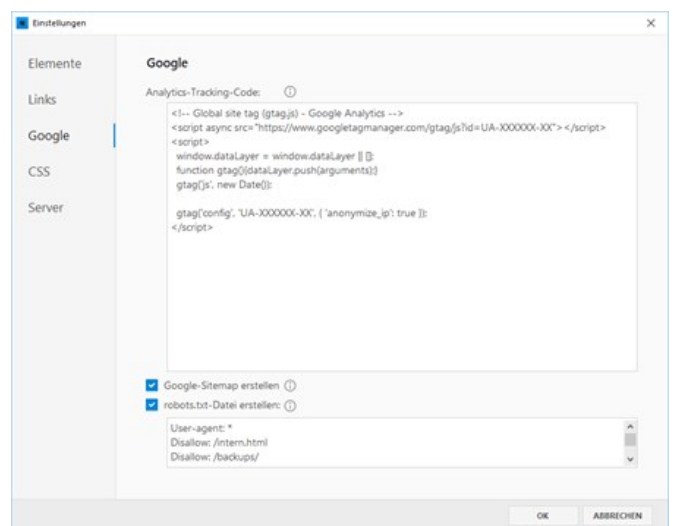 Einstellungen
Elemente
Links
Google
CSS
Server
Google
Analytics-Tracking-Code:
<!-- Global site tag (gtag.js) - Google Analytics -->
<script async src="https://www.googletagmanager.com/gtag/js?id=UA-XXXXXX-XX"></script>
<script>
window.dataLayer = window.dataLayer || [];
function gtag(){dataLayer.push(arguments);}
gtag('js', new Date());
gtag('config', 'UA-XXXXXX-XX', { 'anonymize_ip': true });
</script>
Google-Sitemap erstellen
robots.txt-Datei erstellen:
User-agent: *
Disallow: /intern.html
Disallow: /backups/
OK
ABBRECHEN